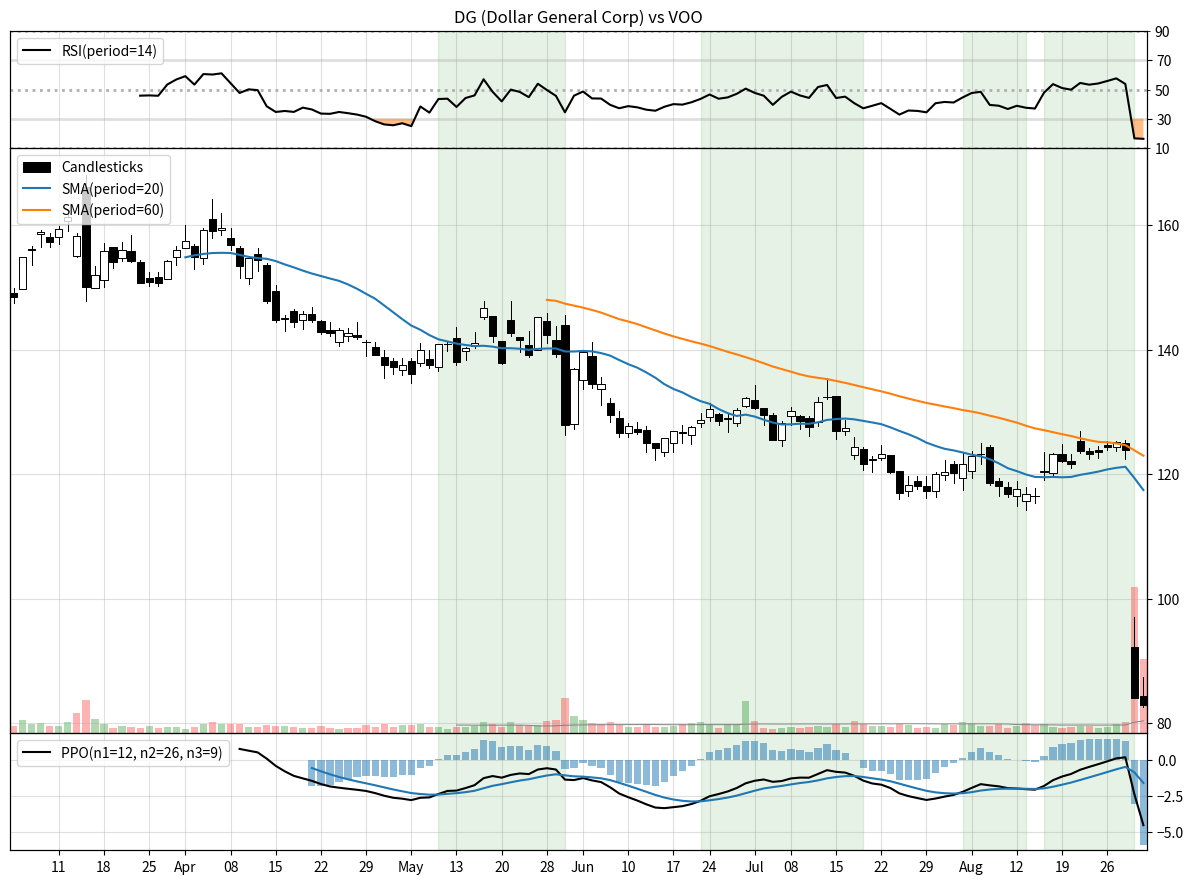 DG (Dollar General Corp) vs VOO
RSI(period=14)
90
70
50
30
10
Candlesticks
SMA(period=20)
SMA(period=60)
160
140
120
100
80
PPO(n1=12, n2=26, n3=9)
0.0
−2.5
−5.0
11 18 25 Apr 08 15 22 29 May 13 20 28 Jun 10 17 24 Jul 08 15 22 29 Aug 12 19 26